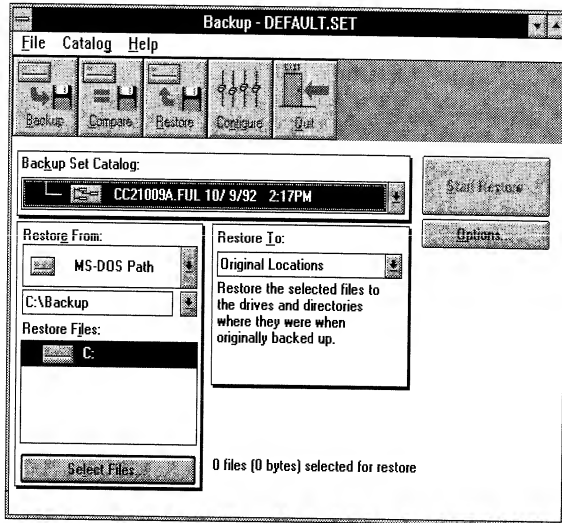 Backup - DEFAULT.SET
File Catalog Help
EXIT
Backup Compare Restore Configure Quit
Backup Set Catalog:
CC21009A.FUL 10/ 9/92 2:17PM
Start Restore
Options...
Restore From:
MS-DOS Path
C:\Backup
Restore Files:
C:
Select Files...
Restore To:
Original Locations
Restore the selected files to
the drives and directories
where they were when
originally backed up.
0 files (0 bytes) selected for restore